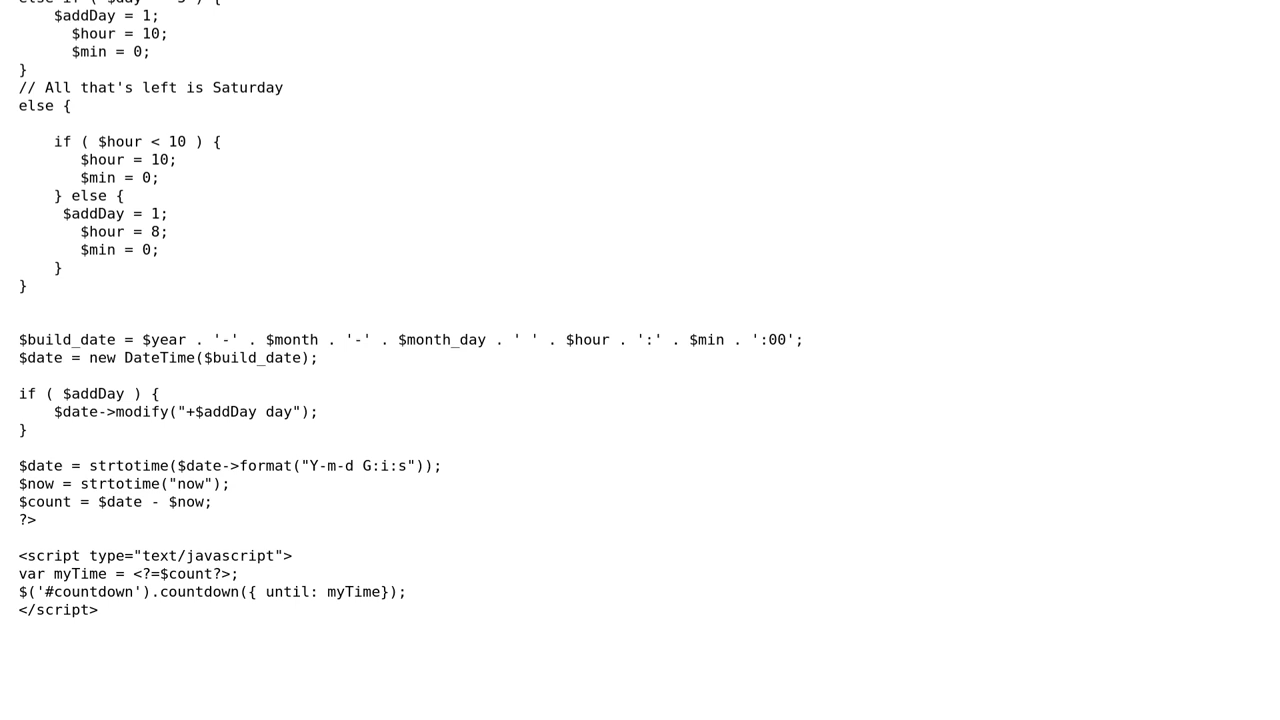 $addDay = 1;
$hour = 10;
$min = 0;
}
// All that's left is Saturday
else {
if ( $hour < 10 ) {
$hour = 10;
$min = 0;
} else {
$addDay = 1;
$hour = 8;
$min = 0;
}
}
$build_date = $year . '-' . $month . '-' . $month_day . ' ' . $hour . ':' . $min . ':00';
$date = new DateTime($build_date);
if ( $addDay ) {
$date->modify("+$addDay day");
}
$date = strtotime($date->format("Y-m-d G:i:s"));
$now = strtotime("now");
$count = $date - $now;
?>
<script type="text/javascript">
var myTime = <?=$count?>;
$('#countdown').countdown({ until: myTime});
</script>